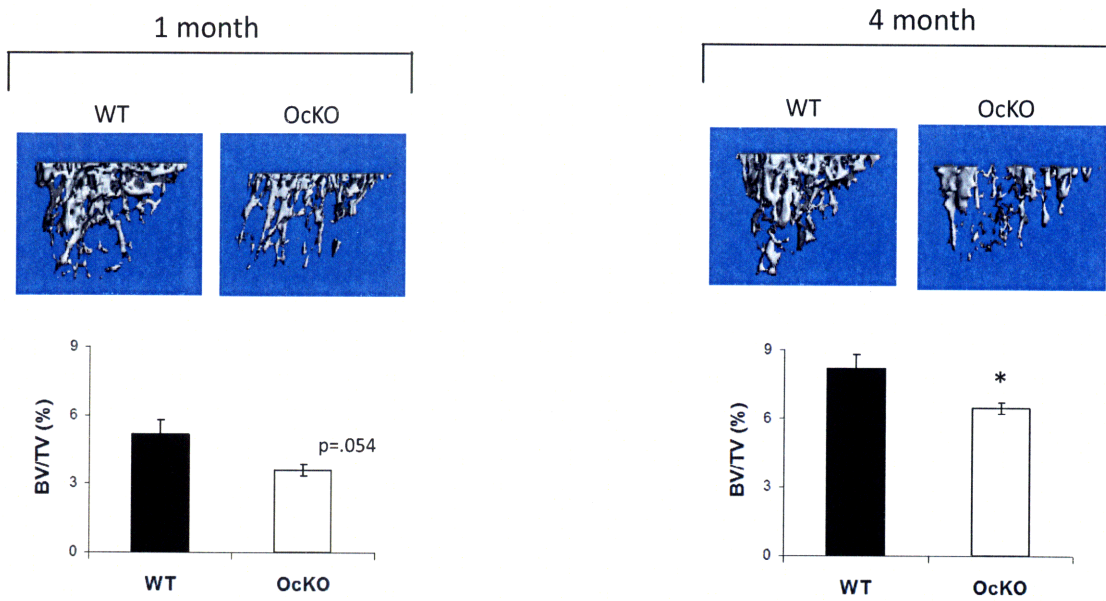 1 month
WT OcKO
9
6
3
0
BV/TV (%)
p=.054
WT OcKO
4 month
WT OcKO
9
6
3
0
BV/TV (%)
*
WT OcKO